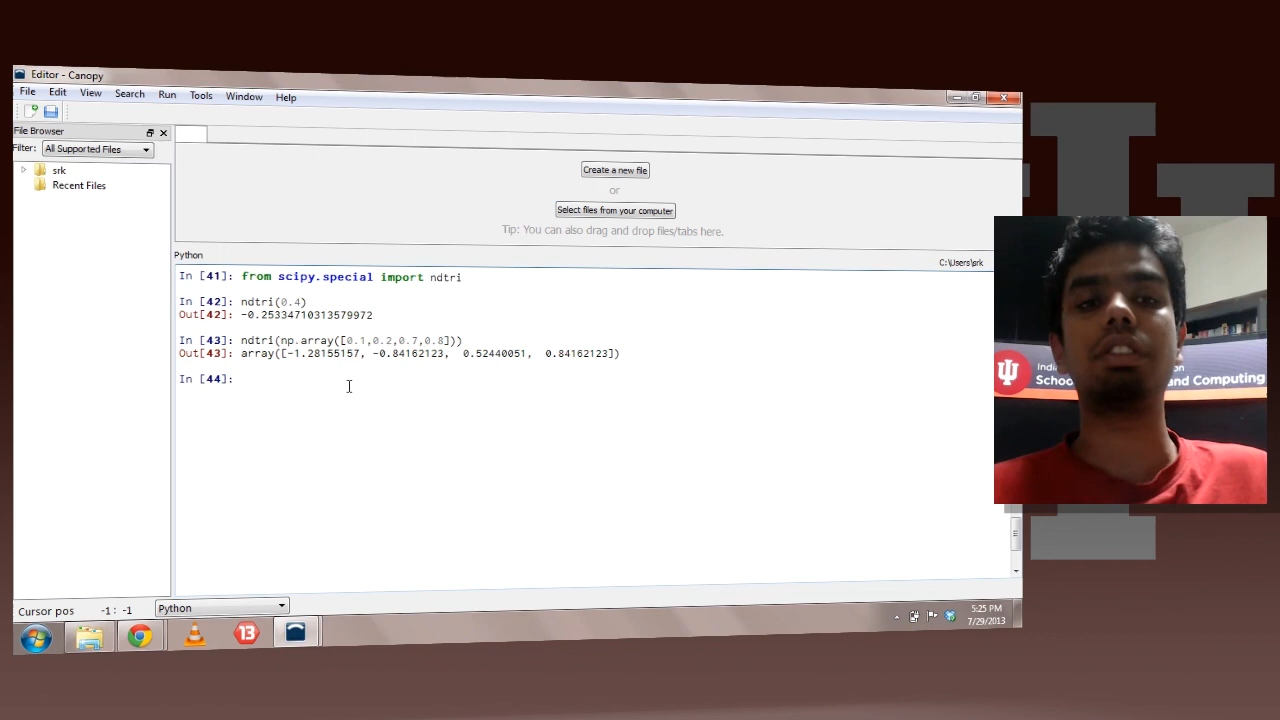 Editor - Canopy
File Edit View Search Run Tools Window Help
File Browser
Filter: All Supported Files
srk
Recent Files
Create a new file
or
Select files from your computer
Tip: You can also drag and drop files/tabs here.
Python
C:\Users\srk
In [41]: from scipy.special import ndtri
In [42]: ndtri(0.4)
Out[42]: -0.25334710313579972
In [43]: ndtri(np.array([0.1,0.2,0.7,0.8]))
Out[43]: array([-1.28155157, -0.84162123,  0.52440051,  0.84162123])
In [44]:
Cursor pos -1 : -1 Python
13
5:25 PM
7/29/2013
and Computing